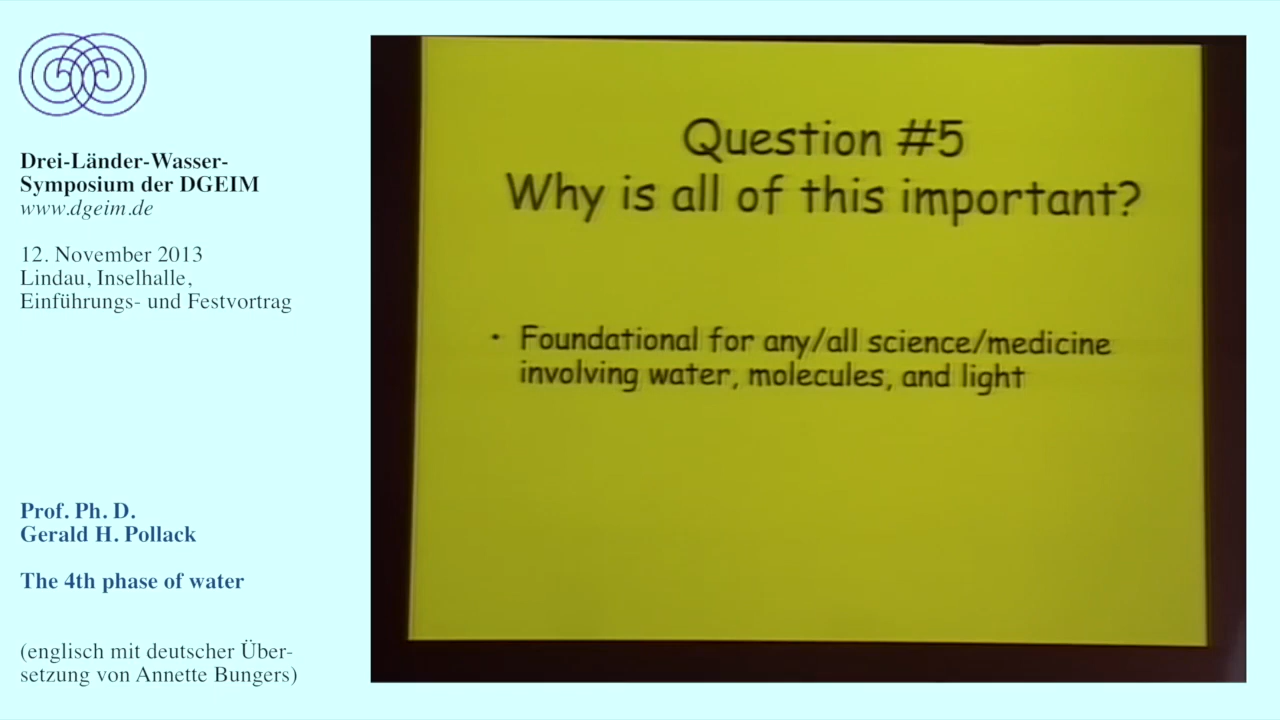 Drei-Länder-Wasser-
Symposium der DGEIM
www.dgeim.de
12. November 2013
Lindau, Inselhalle,
Einführungs- und Festvortrag
Prof. Ph. D.
Gerald H. Pollack
The 4th phase of water
(englisch mit deutscher Über-
setzung von Annette Bungers)
Question #5
Why is all of this important?
• Foundational for any/all science/medicine
involving water, molecules, and light